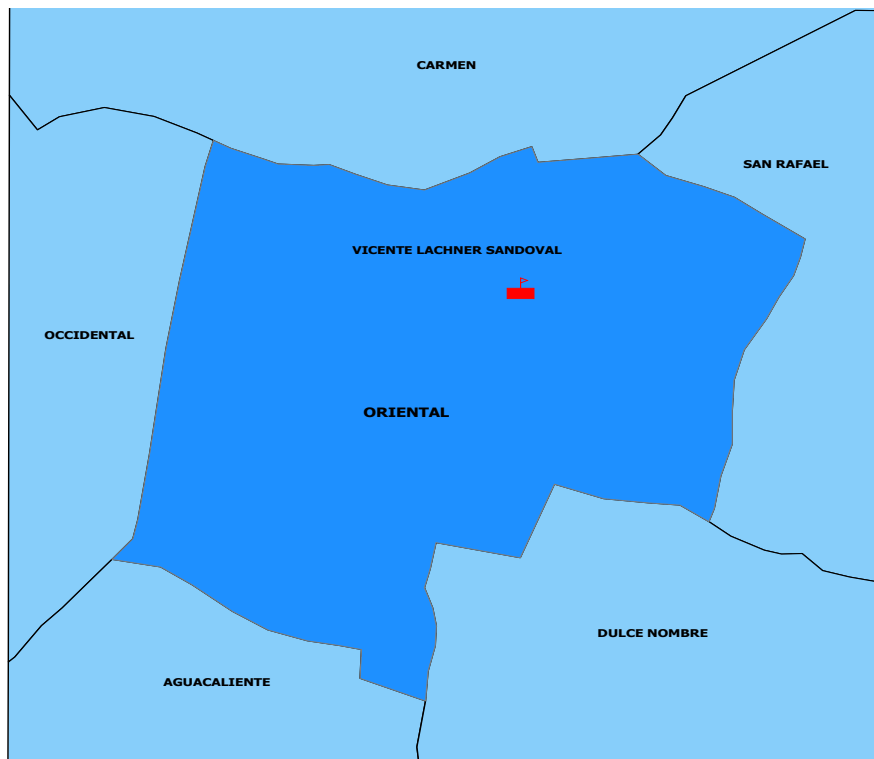 CARMEN
SAN RAFAEL
VICENTE LACHNER SANDOVAL
OCCIDENTAL
ORIENTAL
DULCE NOMBRE
AGUACALIENTE